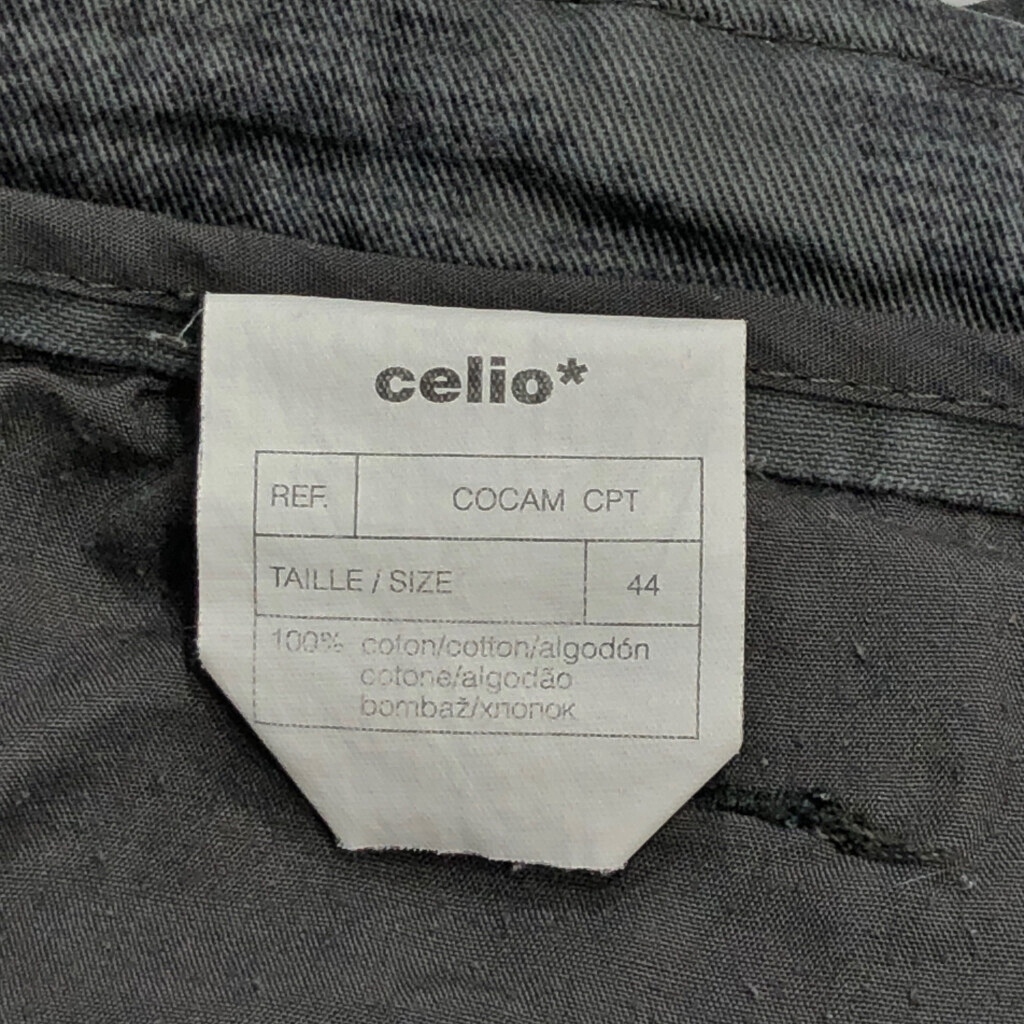 celio*
REF. COCAM CPT
TAILLE / SIZE 44
100% coton/cotton/algodón
cotone/algodão
bombaž/хлопок